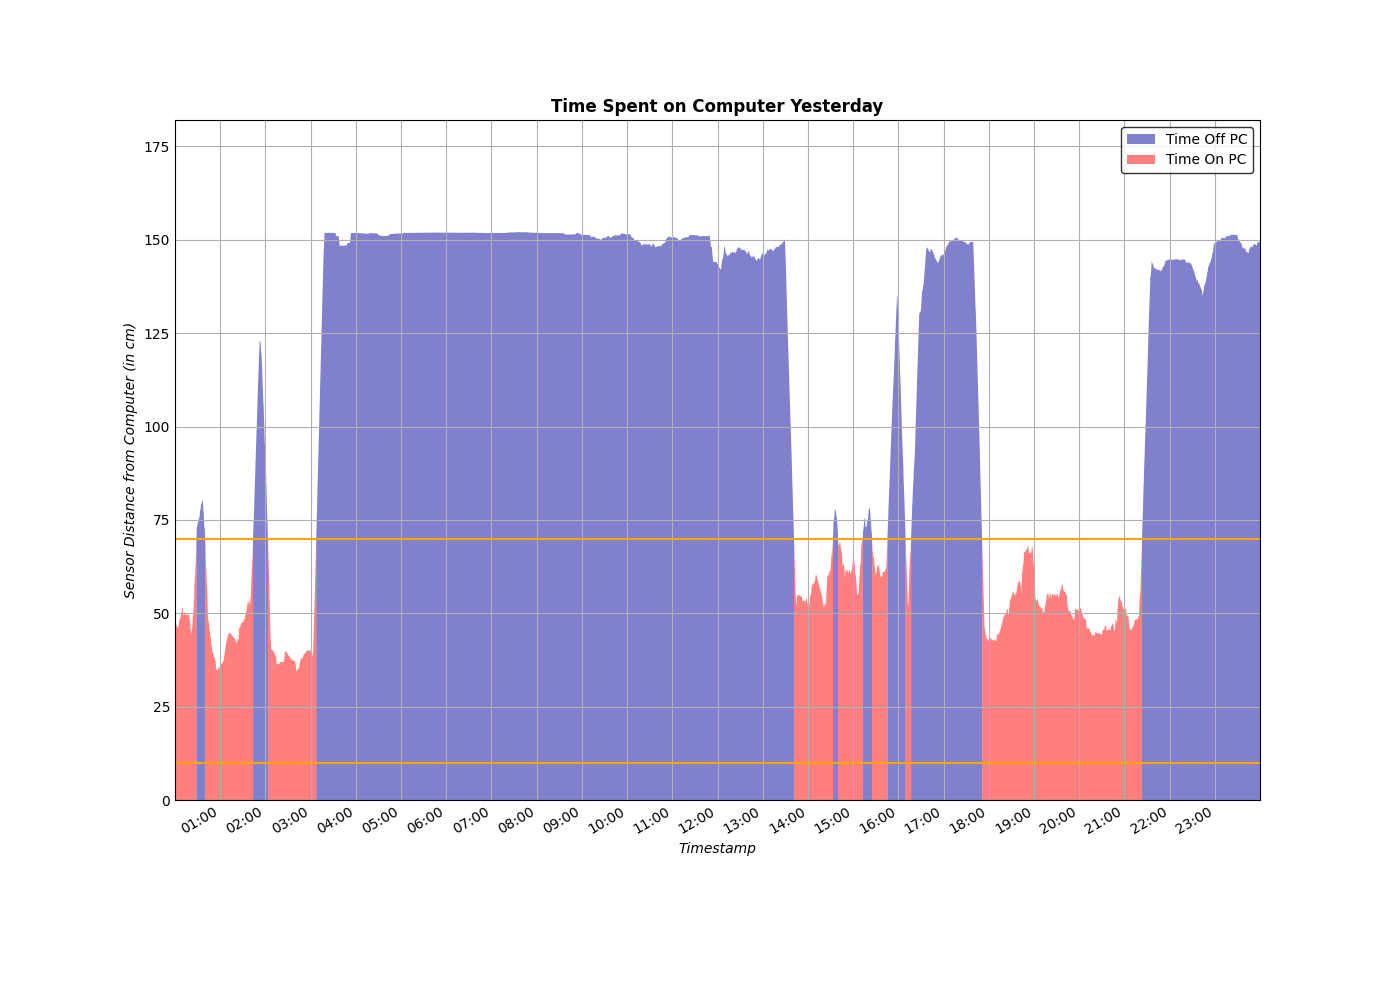 Time Spent on Computer Yesterday
Time Off PC
Time On PC
Sensor Distance from Computer (in cm)
175
150
125
100
75
50
25
0
01:00 02:00 03:00 04:00 05:00 06:00 07:00 08:00 09:00 10:00 11:00 12:00 13:00 14:00 15:00 16:00 17:00 18:00 19:00 20:00 21:00 22:00 23:00
Timestamp